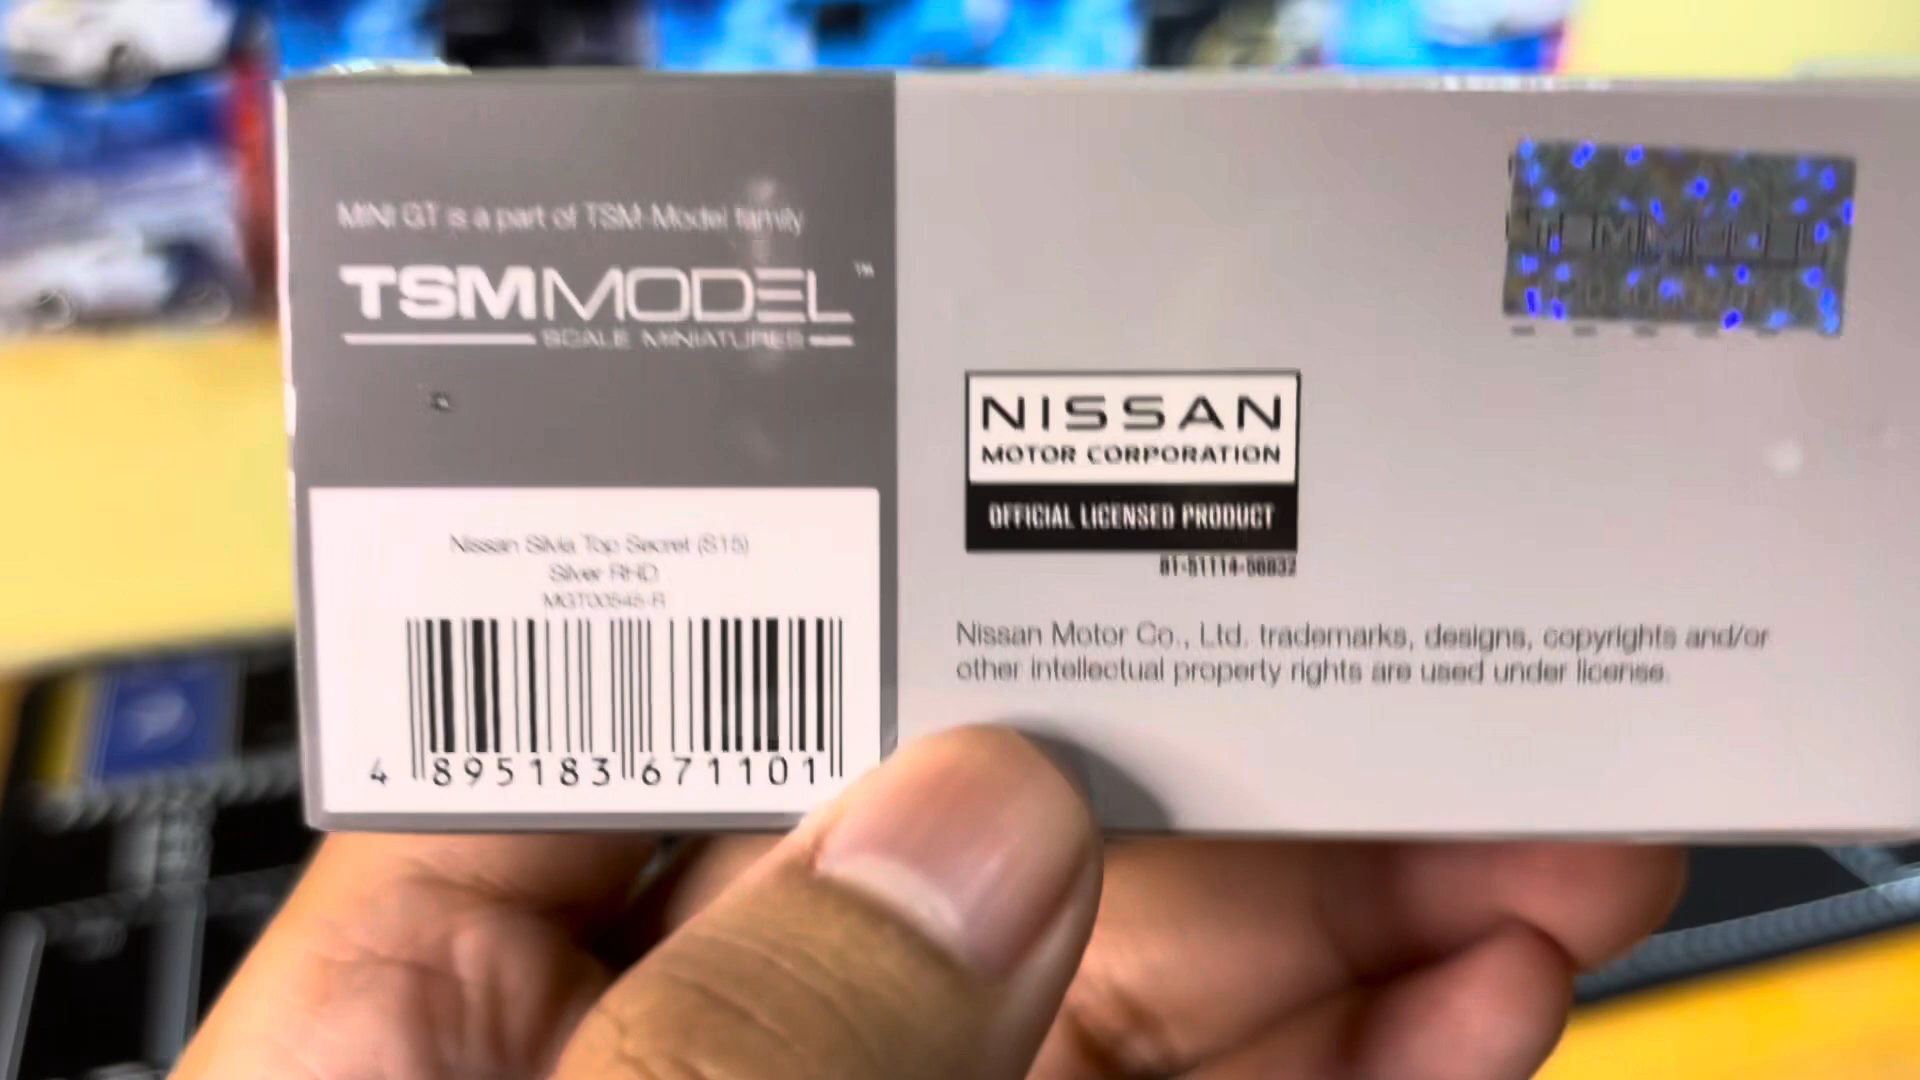 MINI GT is a part of TSM-Model family
TSMMODEL™
SCALE MINIATURES
Nissan Silvia Top Secret (S15)
Silver RHD
MGT00545-R
4 895183 671101
NISSAN
MOTOR CORPORATION
OFFICIAL LICENSED PRODUCT
Nissan Motor Co., Ltd. trademarks, designs, copyrights and/or
other intellectual property rights are used under license.
TSMMODEL